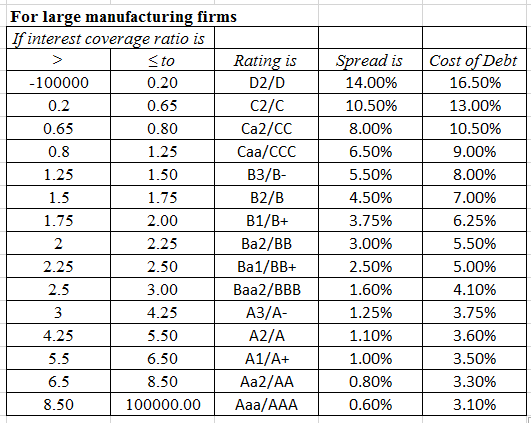 For large manufacturing firms
If interest coverage ratio is
> ≤ to Rating is Spread is Cost of Debt
-100000 0.20 D2/D 14.00% 16.50%
0.2 0.65 C2/C 10.50% 13.00%
0.65 0.80 Ca2/CC 8.00% 10.50%
0.8 1.25 Caa/CCC 6.50% 9.00%
1.25 1.50 B3/B- 5.50% 8.00%
1.5 1.75 B2/B 4.50% 7.00%
1.75 2.00 B1/B+ 3.75% 6.25%
2 2.25 Ba2/BB 3.00% 5.50%
2.25 2.50 Ba1/BB+ 2.50% 5.00%
2.5 3.00 Baa2/BBB 1.60% 4.10%
3 4.25 A3/A- 1.25% 3.75%
4.25 5.50 A2/A 1.10% 3.60%
5.5 6.50 A1/A+ 1.00% 3.50%
6.5 8.50 Aa2/AA 0.80% 3.30%
8.50 100000.00 Aaa/AAA 0.60% 3.10%